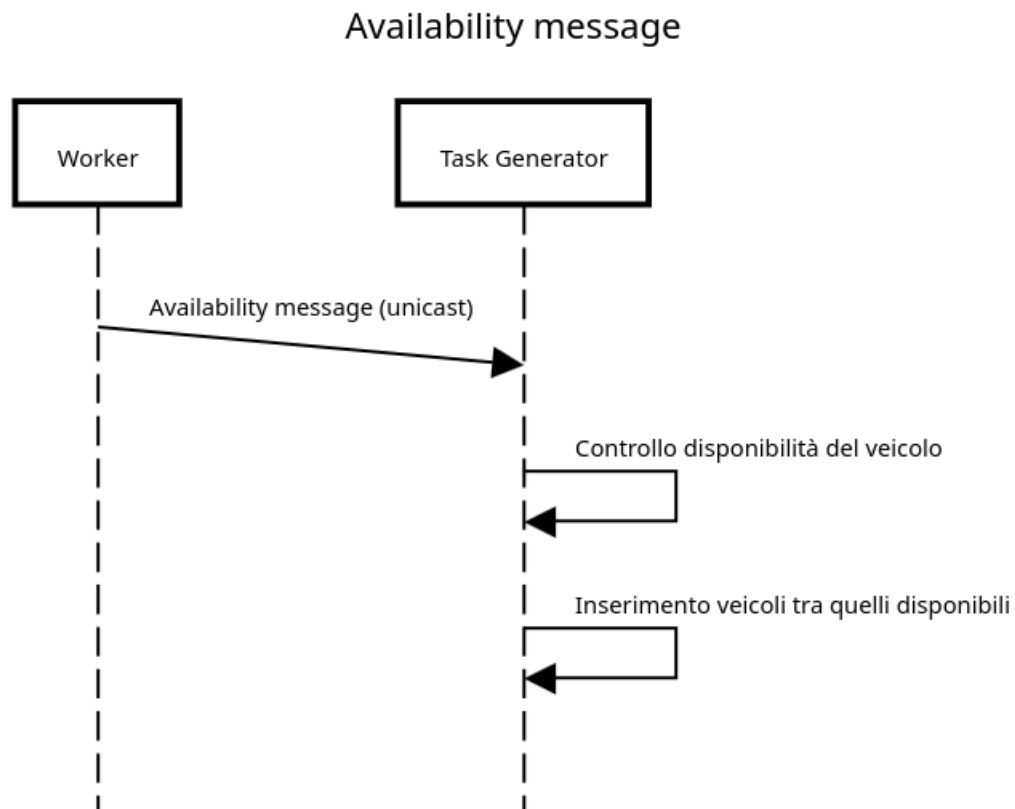 Availability message
Worker
Task Generator
Availability message (unicast)
Controllo disponibilità del veicolo
Inserimento veicoli tra quelli disponibili